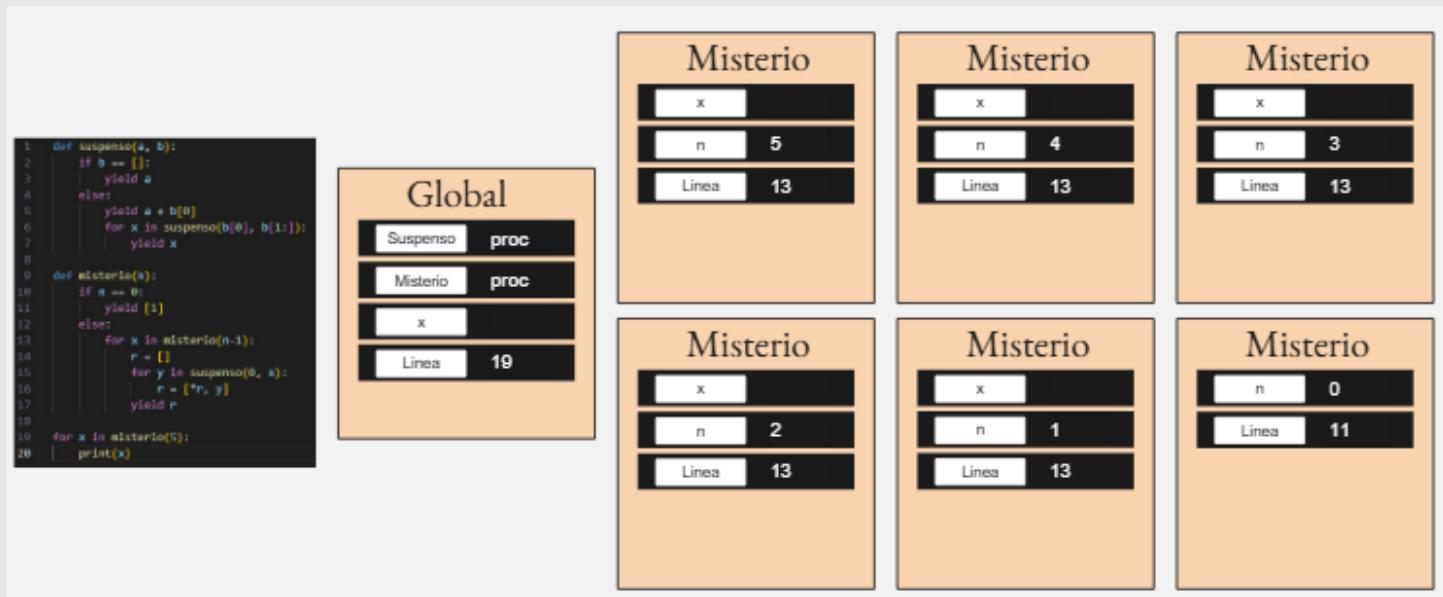 1 def suspenso(a, b):
2 if b == []:
3 yield a
4 else:
5 yield a + b[0]
6 for x in suspenso(b[0], b[1:]):
7 yield x
8
9 def misterio(n):
10 if n == 0:
11 yield [1]
12 else:
13 for x in misterio(n-1):
14 r = []
15 for y in suspenso(0, x):
16 r = [*r, y]
17 yield r
18
19 for x in misterio(5):
20 print(x)
Global
Suspenso proc
Misterio proc
x
Linea 19
Misterio
x
n 5
Linea 13
Misterio
x
n 4
Linea 13
Misterio
x
n 3
Linea 13
Misterio
x
n 2
Linea 13
Misterio
x
n 1
Linea 13
Misterio
n 0
Linea 11